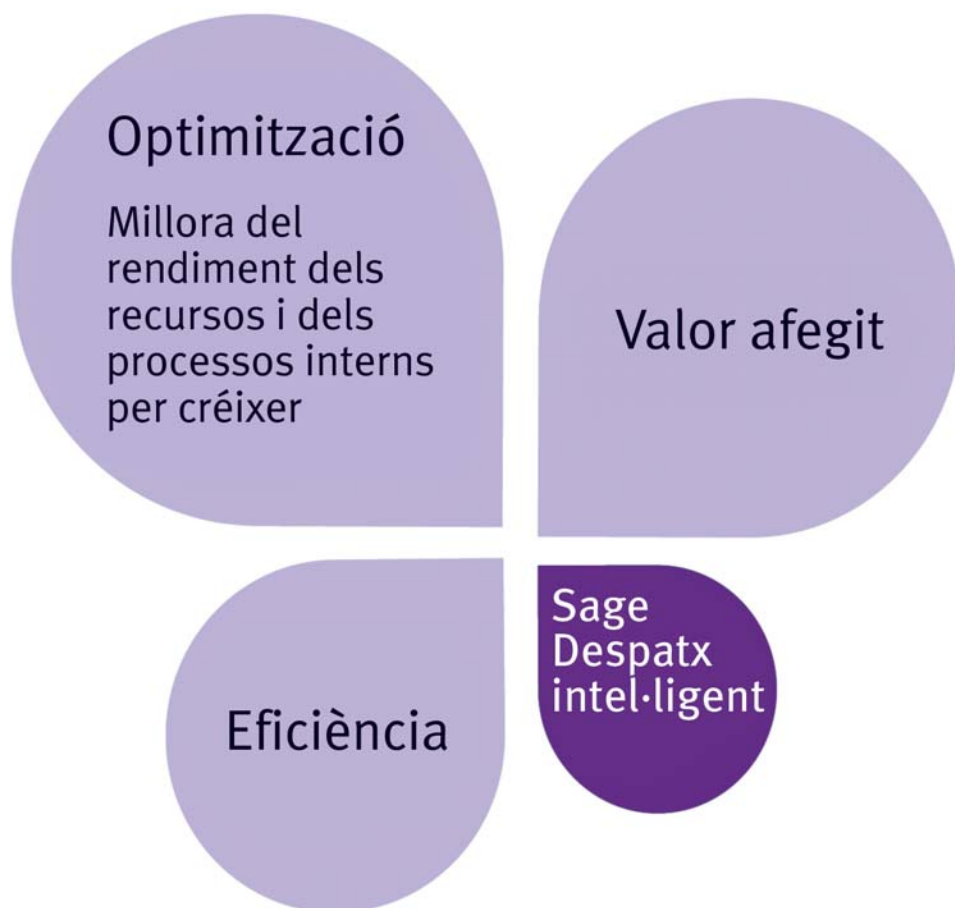 Optimització
Millora del
rendiment dels
recursos i dels
processos interns
per créixer
Valor afegit
Eficiència
Sage
Despatx
intel·ligent